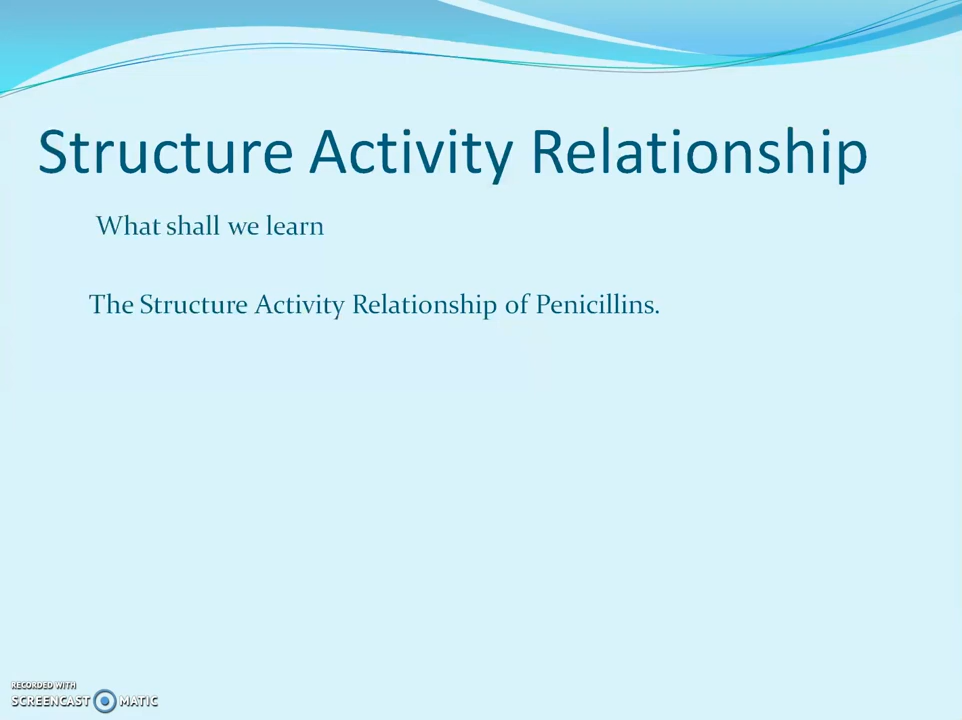 Structure Activity Relationship
What shall we learn
The Structure Activity Relationship of Penicillins.
RECORDED WITH
SCREENCAST MATIC